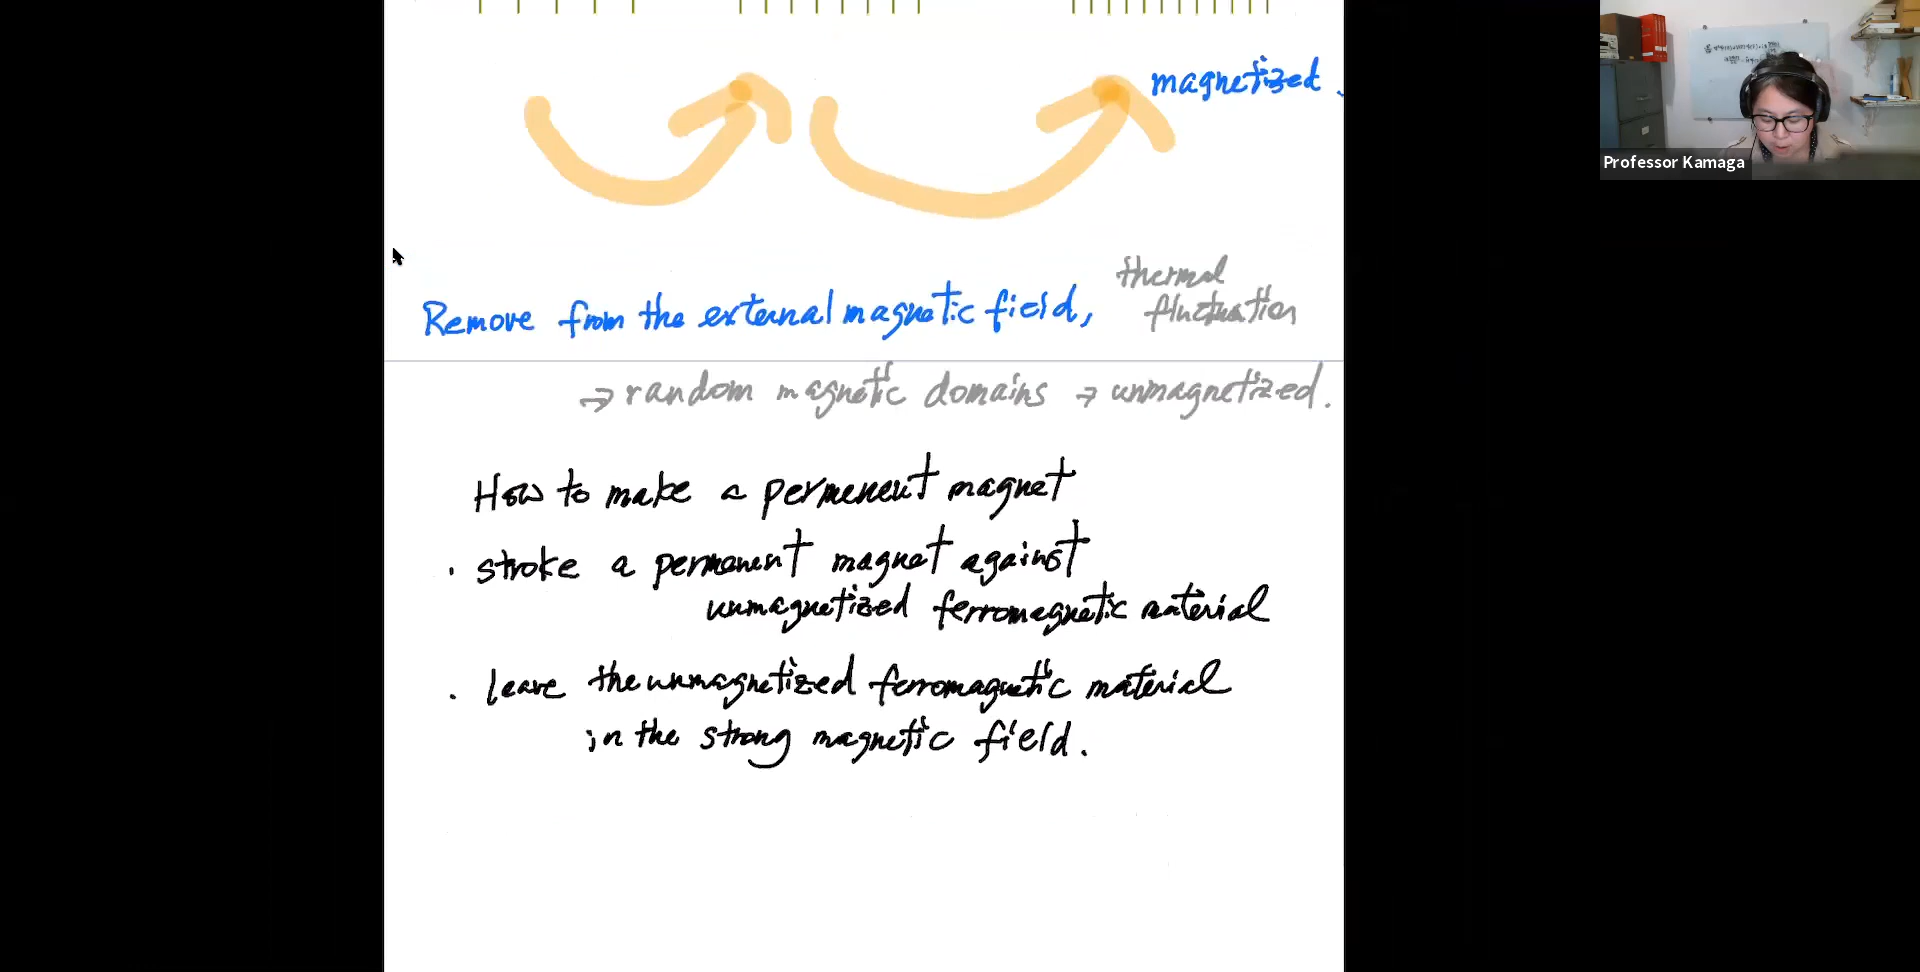 magnetized.
Professor Kamaga
thermal
Remove from the external magnetic field, fluctuation
→ random magnetic domains → unmagnetized.
How to make a permenent magnet
· stroke a permenent magnet against
unmagnetized ferromagnetic material
· leave the unmagnetized ferromagnetic material
in the strong magnetic field.